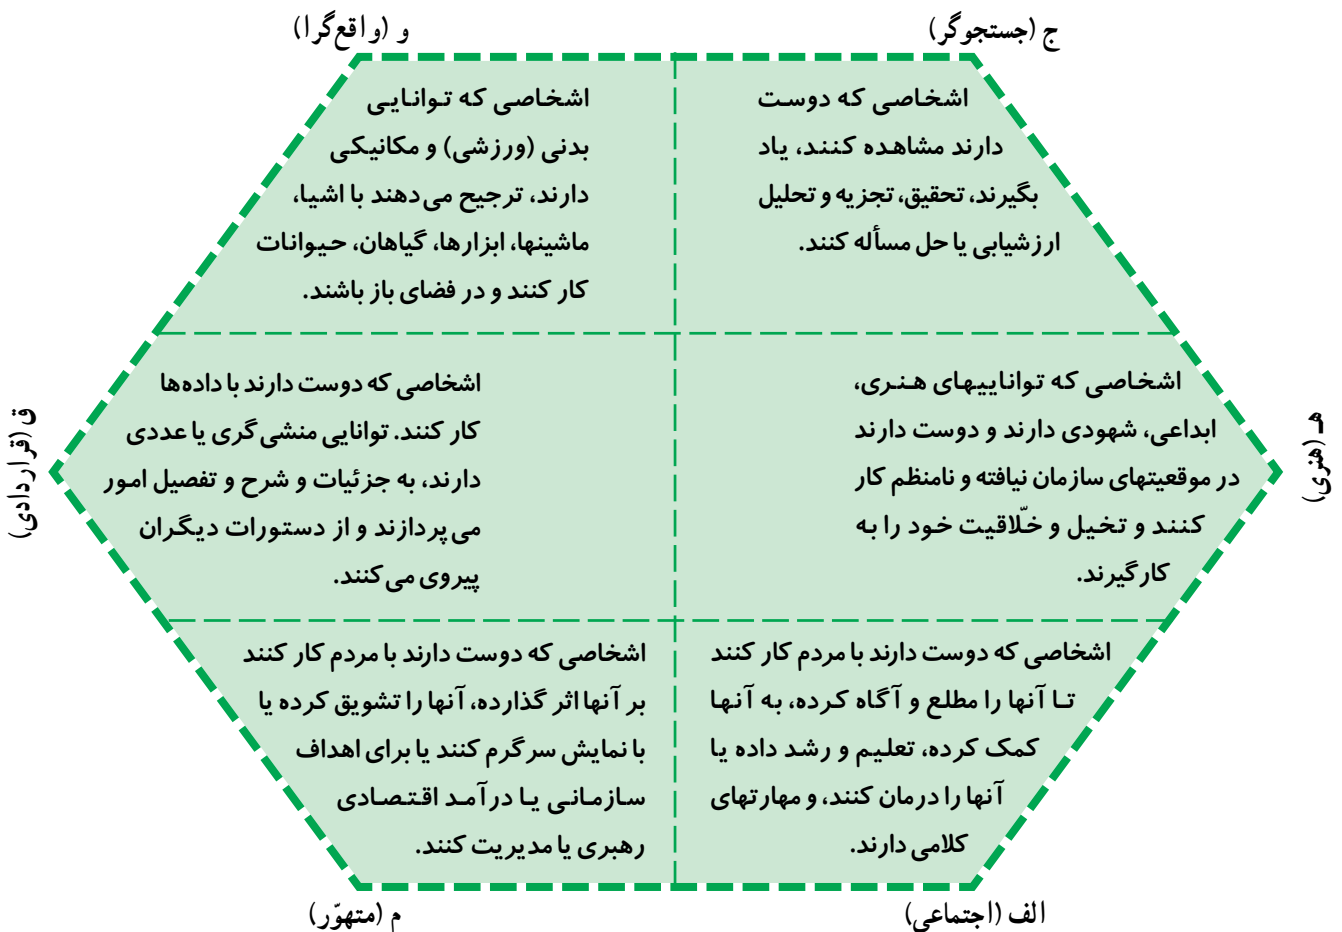 ج (جستجوگر)
و (واقع‌گرا)
اشخاصی که دوست
دارند مشاهده کنند، یاد
بگیرند، تحقیق، تجزیه و تحلیل
ارزشیابی یا حل مسأله کنند.
اشخاصی که توانایی
بدنی (ورزشی) و مکانیکی
دارند، ترجیح می‌دهند با اشیا،
ماشینها، ابزارها، گیاهان، حیوانات
کار کنند و در فضای باز باشند.
هـ (هنری)
اشخاصی که تواناییهای هنری،
ابداعی، شهودی دارند و دوست دارند
در موقعیتهای سازمان نیافته و نامنظم کار
کنند و تخیل و خلّاقیت خود را به
کارگیرند.
اشخاصی که دوست دارند با داده‌ها
کار کنند. توانایی منشی‌گری یا عددی
دارند، به جزئیات و شرح و تفصیل امور
می‌پردازند و از دستورات دیگران
پیروی می‌کنند.
ق (قراردادی)
اشخاصی که دوست دارند با مردم کار کنند
تا آنها را مطلع و آگاه کرده، به آنها
کمک کرده، تعلیم و رشد داده یا
آنها را درمان کنند، و مهارتهای
کلامی دارند.
اشخاصی که دوست دارند با مردم کار کنند
بر آنها اثر گذارده، آنها را تشویق کرده یا
با نمایش سرگرم کنند یا برای اهداف
سازمانی یا درآمد اقتصادی
رهبری یا مدیریت کنند.
الف (اجتماعی)
م (متهوّر)